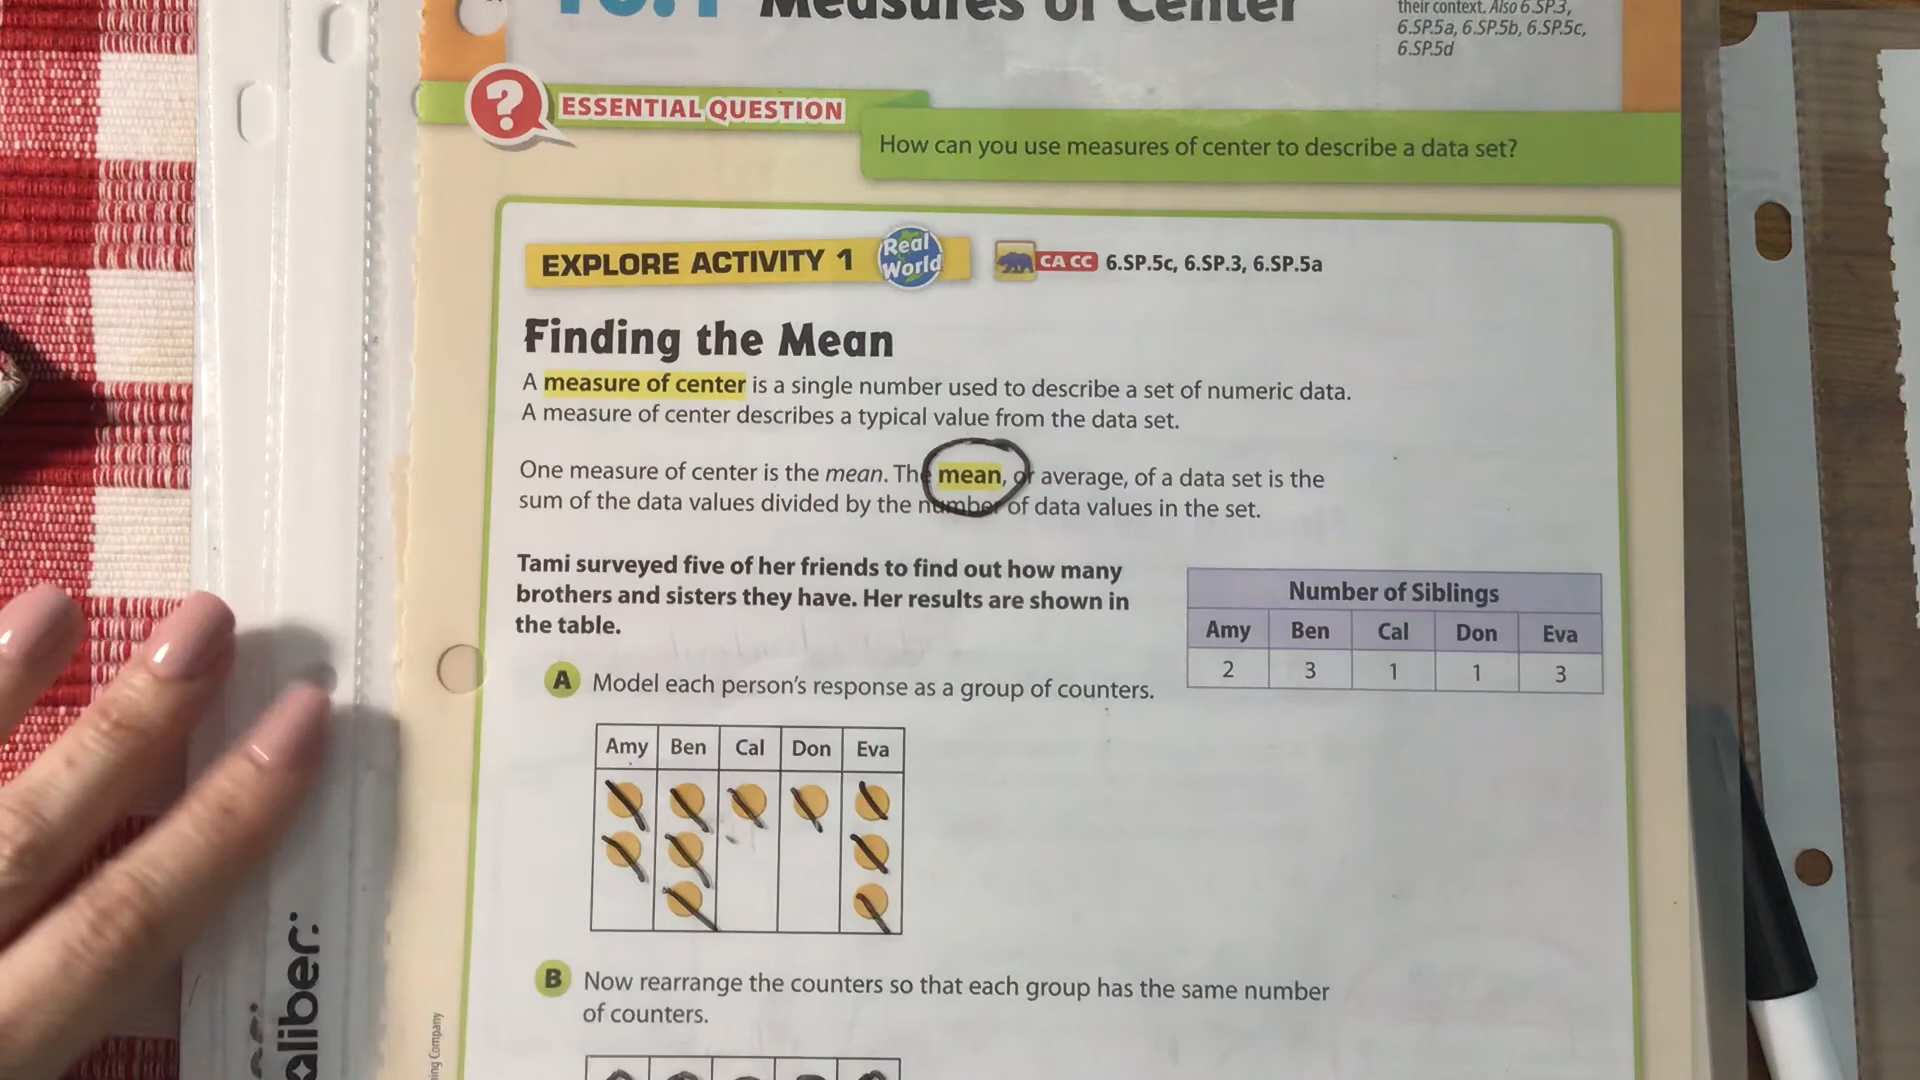 Measures of Center
their context. Also 6.SP.3,
6.SP.5a, 6.SP.5b, 6.SP.5c,
6.SP.5d
? ESSENTIAL QUESTION
How can you use measures of center to describe a data set?
EXPLORE ACTIVITY 1
Real
World
CA CC 6.SP.5c, 6.SP.3, 6.SP.5a
Finding the Mean
A measure of center is a single number used to describe a set of numeric data.
A measure of center describes a typical value from the data set.
One measure of center is the mean. The mean, or average, of a data set is the
sum of the data values divided by the number of data values in the set.
Tami surveyed five of her friends to find out how many
brothers and sisters they have. Her results are shown in
the table.
Number of Siblings
Amy Ben Cal Don Eva
2 3 1 1 3
A Model each person's response as a group of counters.
Amy Ben Cal Don Eva
B Now rearrange the counters so that each group has the same number
of counters.
aliber:
ing Company